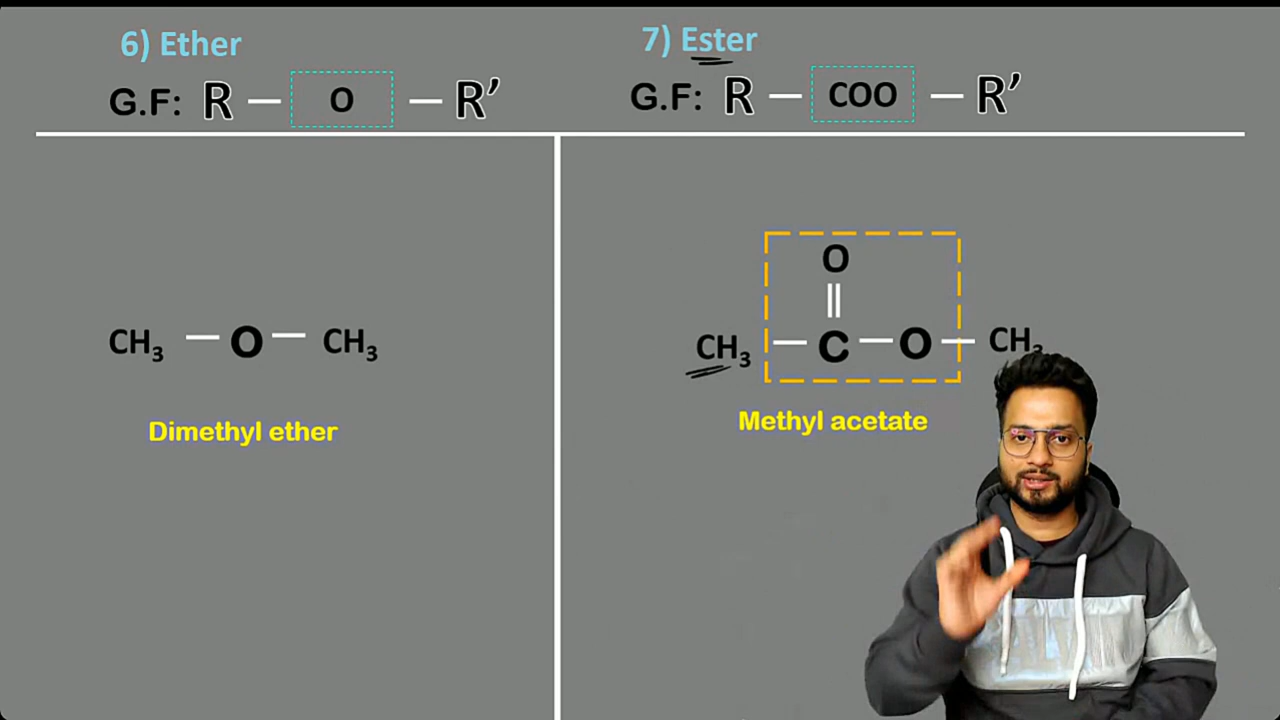 6) Ether
G.F: R — O — R’
CH₃ — O — CH₃
Dimethyl ether
7) Ester
G.F: R — COO — R’
O
||
CH₃ — C — O — CH₃
Methyl acetate